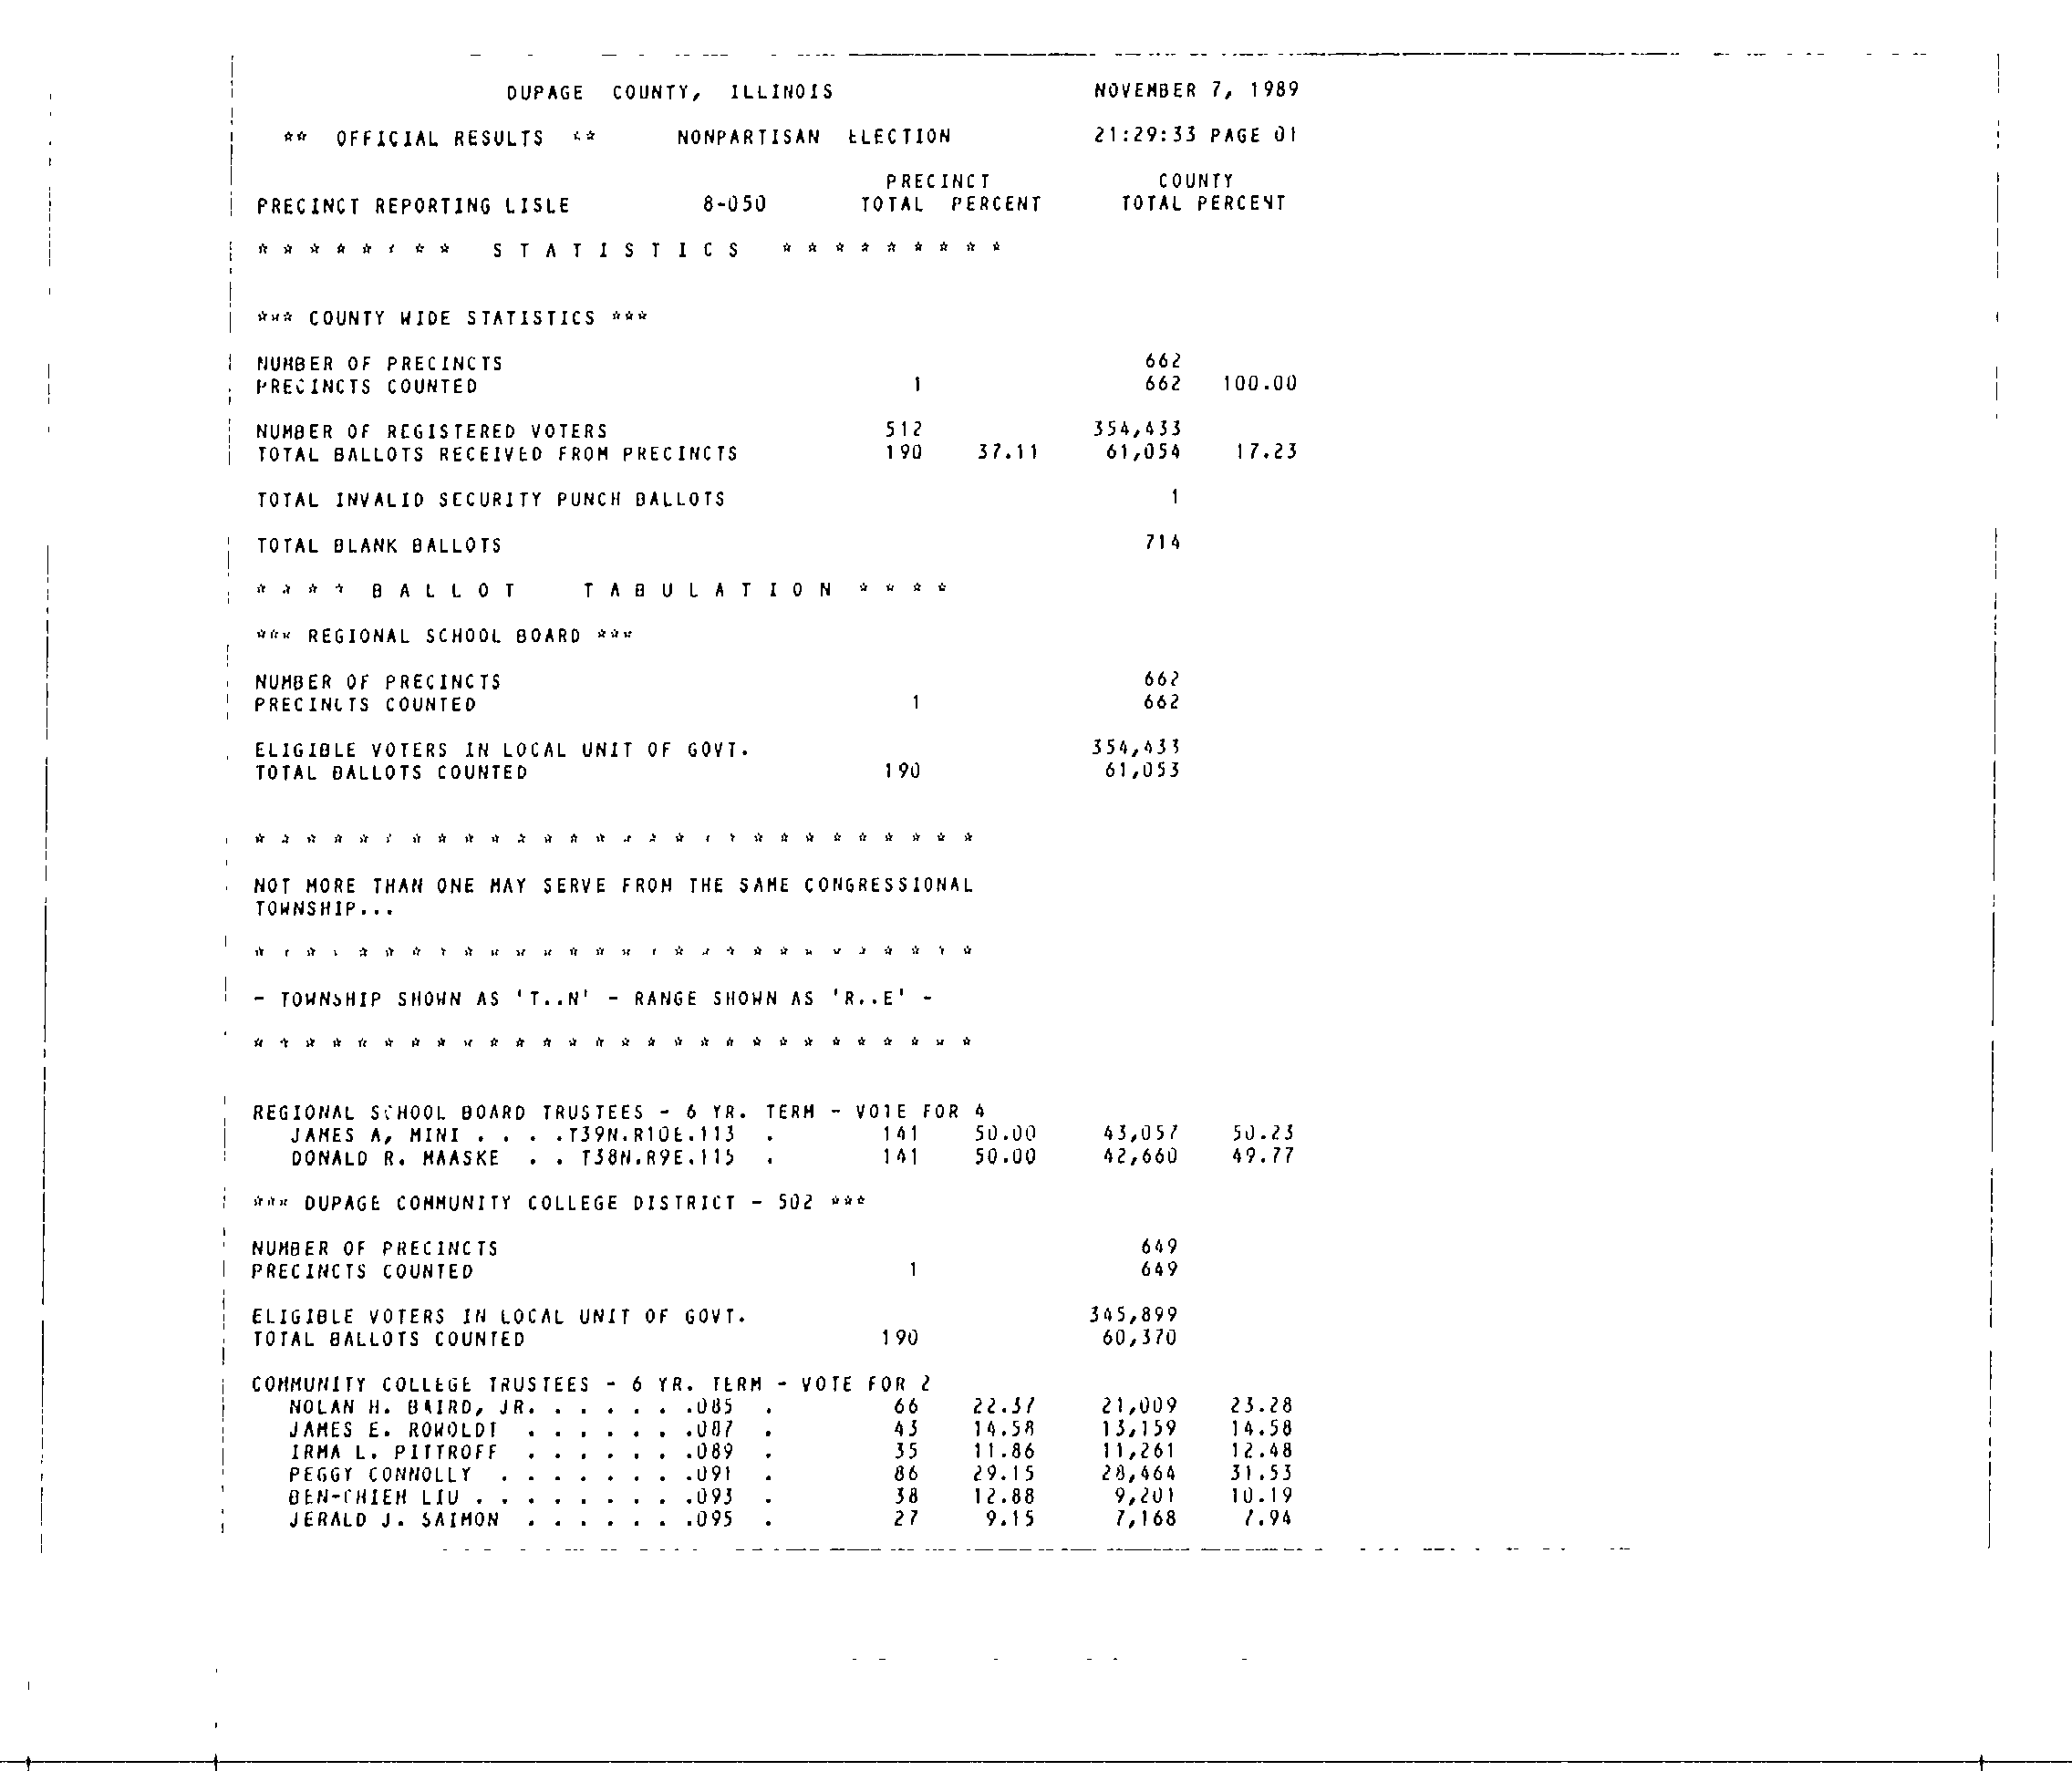 DUPAGE COUNTY, ILLINOIS NOVEMBER 7, 1989
** OFFICIAL RESULTS ** NONPARTISAN ELECTION 21:29:33 PAGE 01
PRECINCT COUNTY
PRECINCT REPORTING LISLE 8-050 TOTAL PERCENT TOTAL PERCENT
* * * * * * * * S T A T I S T I C S * * * * * * * * *
*** COUNTY WIDE STATISTICS ***
NUMBER OF PRECINCTS 662
PRECINCTS COUNTED 1 662 100.00
NUMBER OF REGISTERED VOTERS 512 354,433
TOTAL BALLOTS RECEIVED FROM PRECINCTS 190 37.11 61,054 17.23
TOTAL INVALID SECURITY PUNCH BALLOTS 1
TOTAL BLANK BALLOTS 714
* * * * B A L L O T T A B U L A T I O N * * * *
*** REGIONAL SCHOOL BOARD ***
NUMBER OF PRECINCTS 662
PRECINCTS COUNTED 1 662
ELIGIBLE VOTERS IN LOCAL UNIT OF GOVT. 354,433
TOTAL BALLOTS COUNTED 190 61,053
* * * * * * * * * * * * * * * * * * * * * * * * * * * *
NOT MORE THAN ONE MAY SERVE FROM THE SAME CONGRESSIONAL
TOWNSHIP...
* * * * * * * * * * * * * * * * * * * * * * * * * * * *
- TOWNSHIP SHOWN AS 'T..N' - RANGE SHOWN AS 'R..E' -
* * * * * * * * * * * * * * * * * * * * * * * * * * * *
REGIONAL SCHOOL BOARD TRUSTEES - 6 YR. TERM - VOTE FOR 4
JAMES A, MINI . . . .T39N.R10E.113 . 141 50.00 43,057 50.23
DONALD R. MAASKE . . T38N.R9E.115 . 141 50.00 42,660 49.77
*** DUPAGE COMMUNITY COLLEGE DISTRICT - 502 ***
NUMBER OF PRECINCTS 649
PRECINCTS COUNTED 1 649
ELIGIBLE VOTERS IN LOCAL UNIT OF GOVT. 345,899
TOTAL BALLOTS COUNTED 190 60,370
COMMUNITY COLLEGE TRUSTEES - 6 YR. TERM - VOTE FOR 2
NOLAN H. BAIRD, JR. . . . . . .085 . 66 22.37 21,009 23.28
JAMES E. ROWOLDT . . . . . . .087 . 43 14.58 13,159 14.58
IRMA L. PITTROFF . . . . . . .089 . 35 11.86 11,261 12.48
PEGGY CONNOLLY . . . . . . . .091 . 86 29.15 28,464 31.53
BEN-CHIEH LIU . . . . . . . . .093 . 38 12.88 9,201 10.19
JERALD J. SAIMON . . . . . . .095 . 27 9.15 7,168 7.94